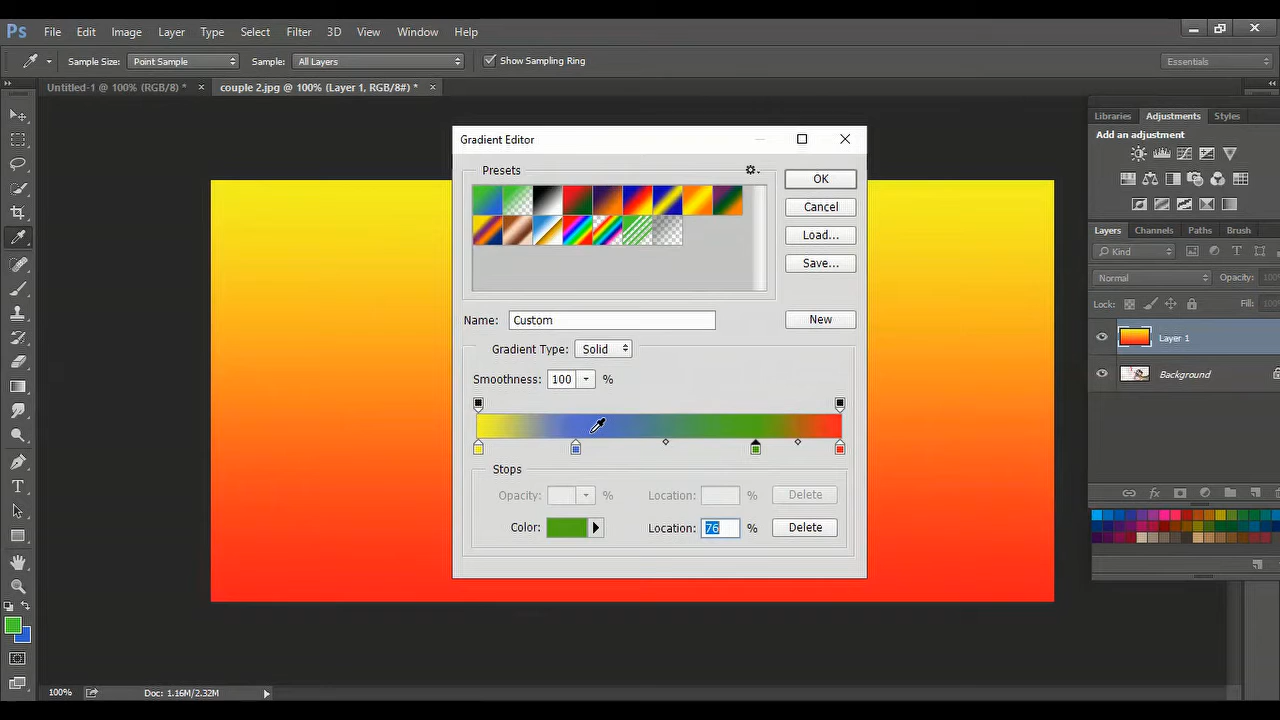 Ps File Edit Image Layer Type Select Filter 3D View Window Help
Sample Size: Point Sample Sample: All Layers Show Sampling Ring Essentials
Untitled-1 @ 100% (RGB/8) * × couple 2.jpg @ 100% (Layer 1, RGB/8#) * ×
Gradient Editor
Presets
OK
Cancel
Load...
Save...
Name: Custom New
Gradient Type: Solid
Smoothness: 100 %
Stops
Opacity: % Location: % Delete
Color: Location: 76 % Delete
Libraries Adjustments Styles
Add an adjustment
Layers Channels Paths Brush
Kind
Normal Opacity: 100
Lock: Fill: 100
Layer 1
Background
fx
100% Doc: 1.16M/2.32M